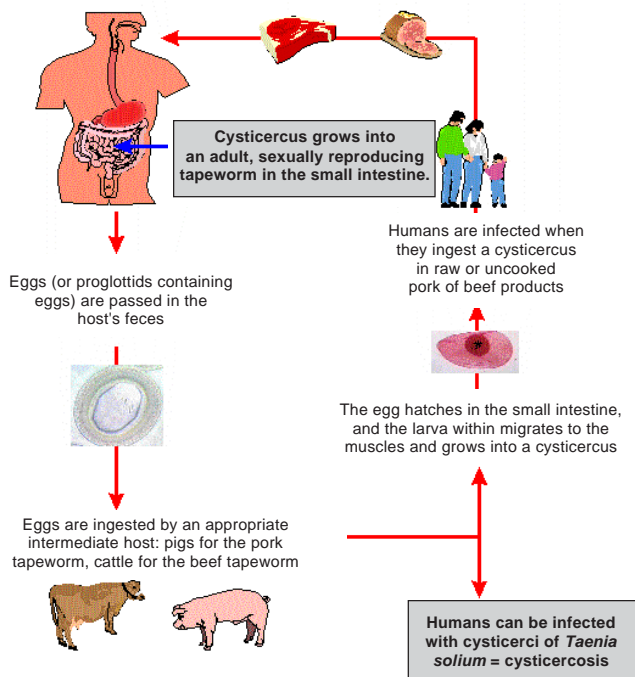 Cysticercus grows into
an adult, sexually reproducing
tapeworm in the small intestine.
Eggs (or proglottids containing
eggs) are passed in the
host's feces
Eggs are ingested by an appropriate
intermediate host: pigs for the pork
tapeworm, cattle for the beef tapeworm
The egg hatches in the small intestine,
and the larva within migrates to the
muscles and grows into a cysticercus
Humans are infected when
they ingest a cysticercus
in raw or uncooked
pork of beef products
Humans can be infected
with cysticerci of Taenia
solium = cysticercosis